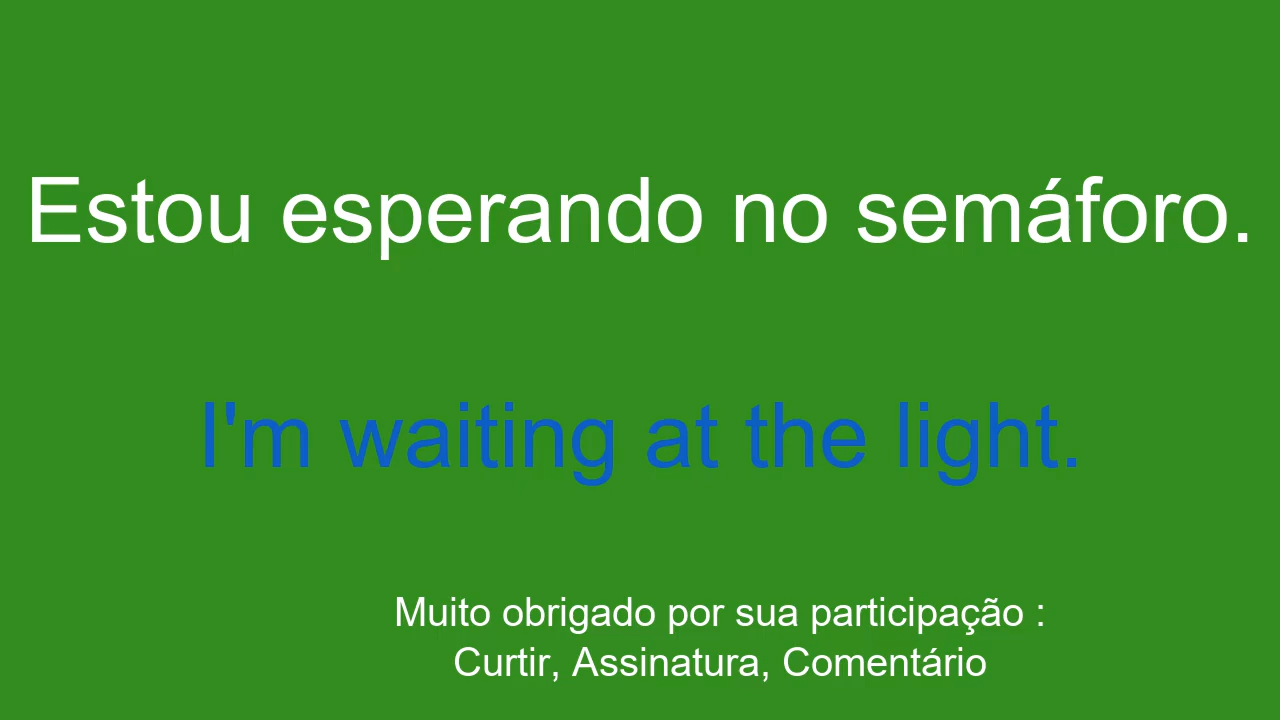 Estou esperando no semáforo.
I'm waiting at the light.
Muito obrigado por sua participação :
Curtir, Assinatura, Comentário